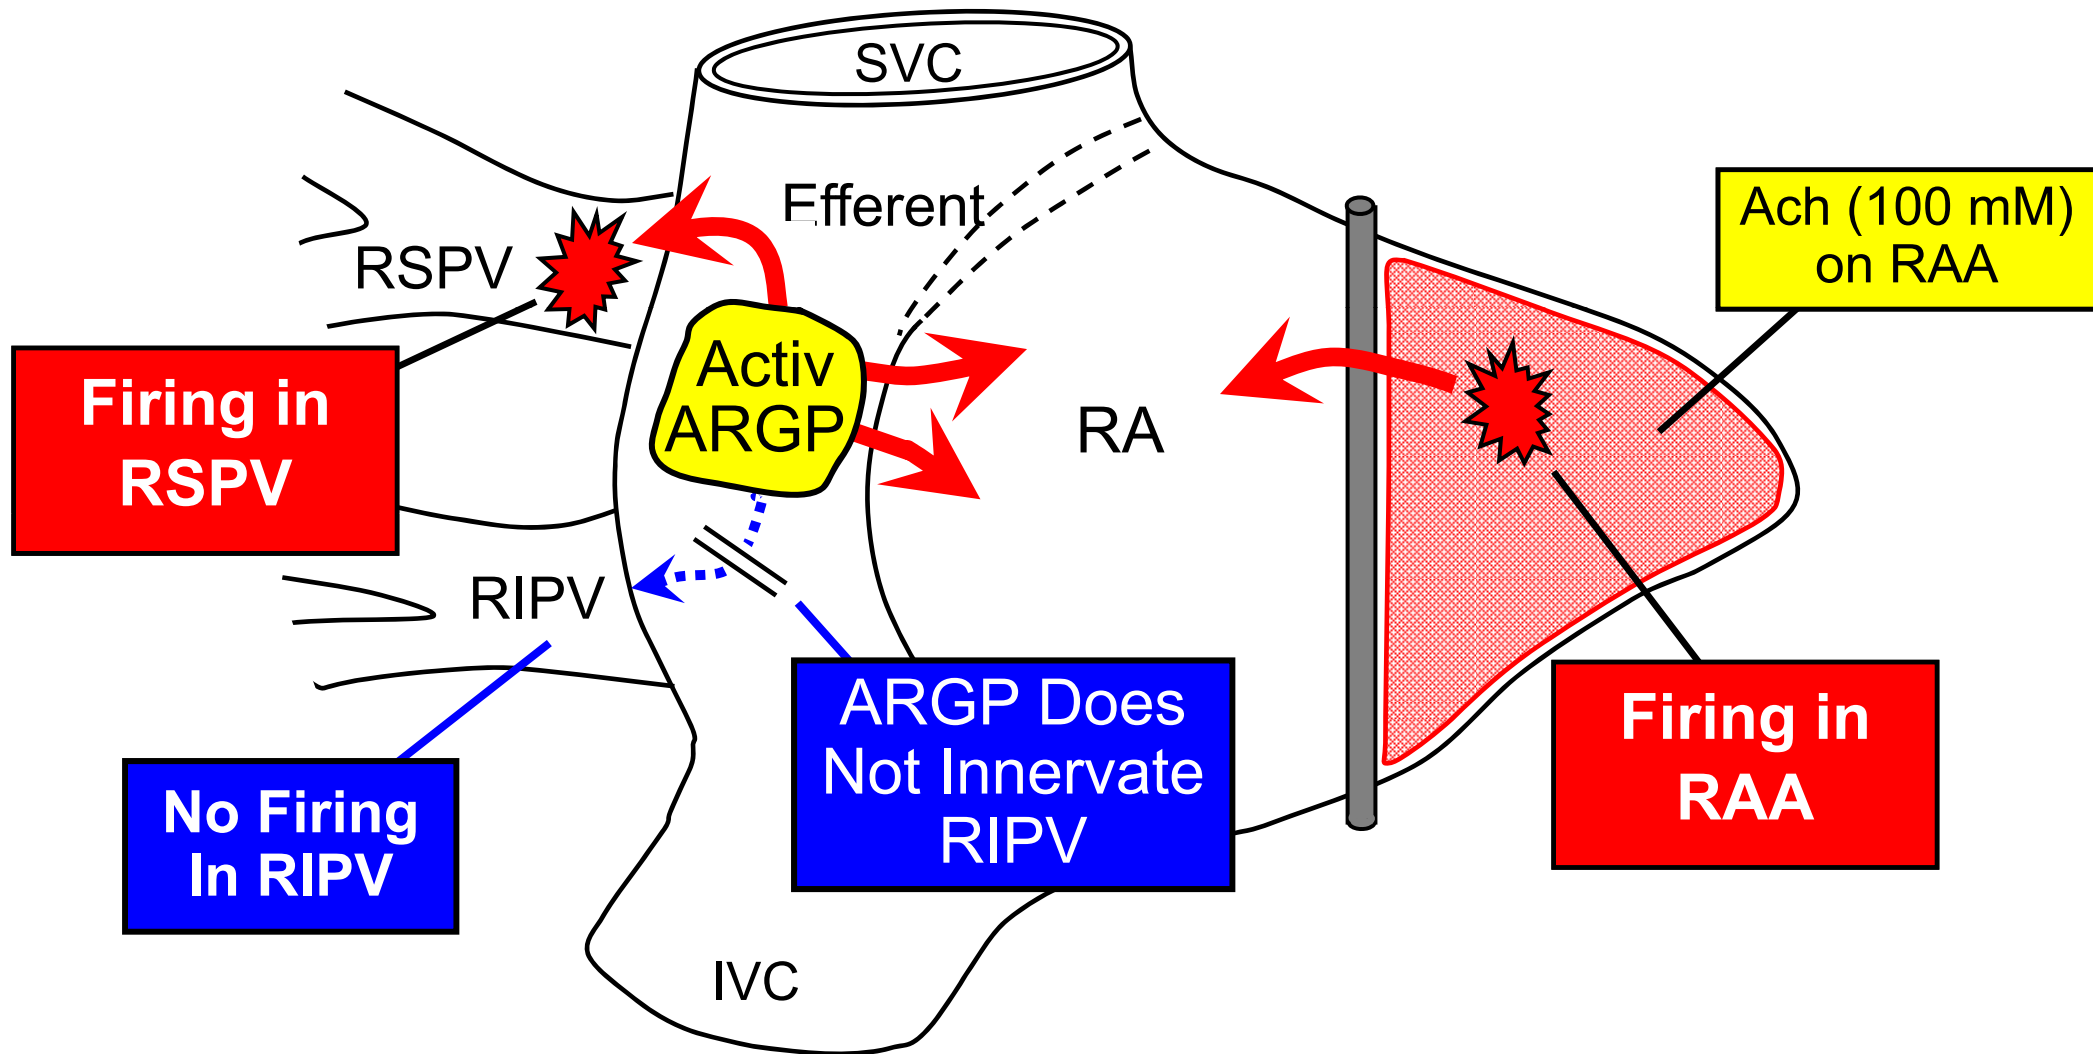 SVC
Efferent
Ach (100 mM)
on RAA
RSPV
Activ
ARGP
Firing in
RSPV
RA
RIPV
ARGP Does
Not Innervate
RIPV
Firing in
RAA
No Firing
In RIPV
IVC